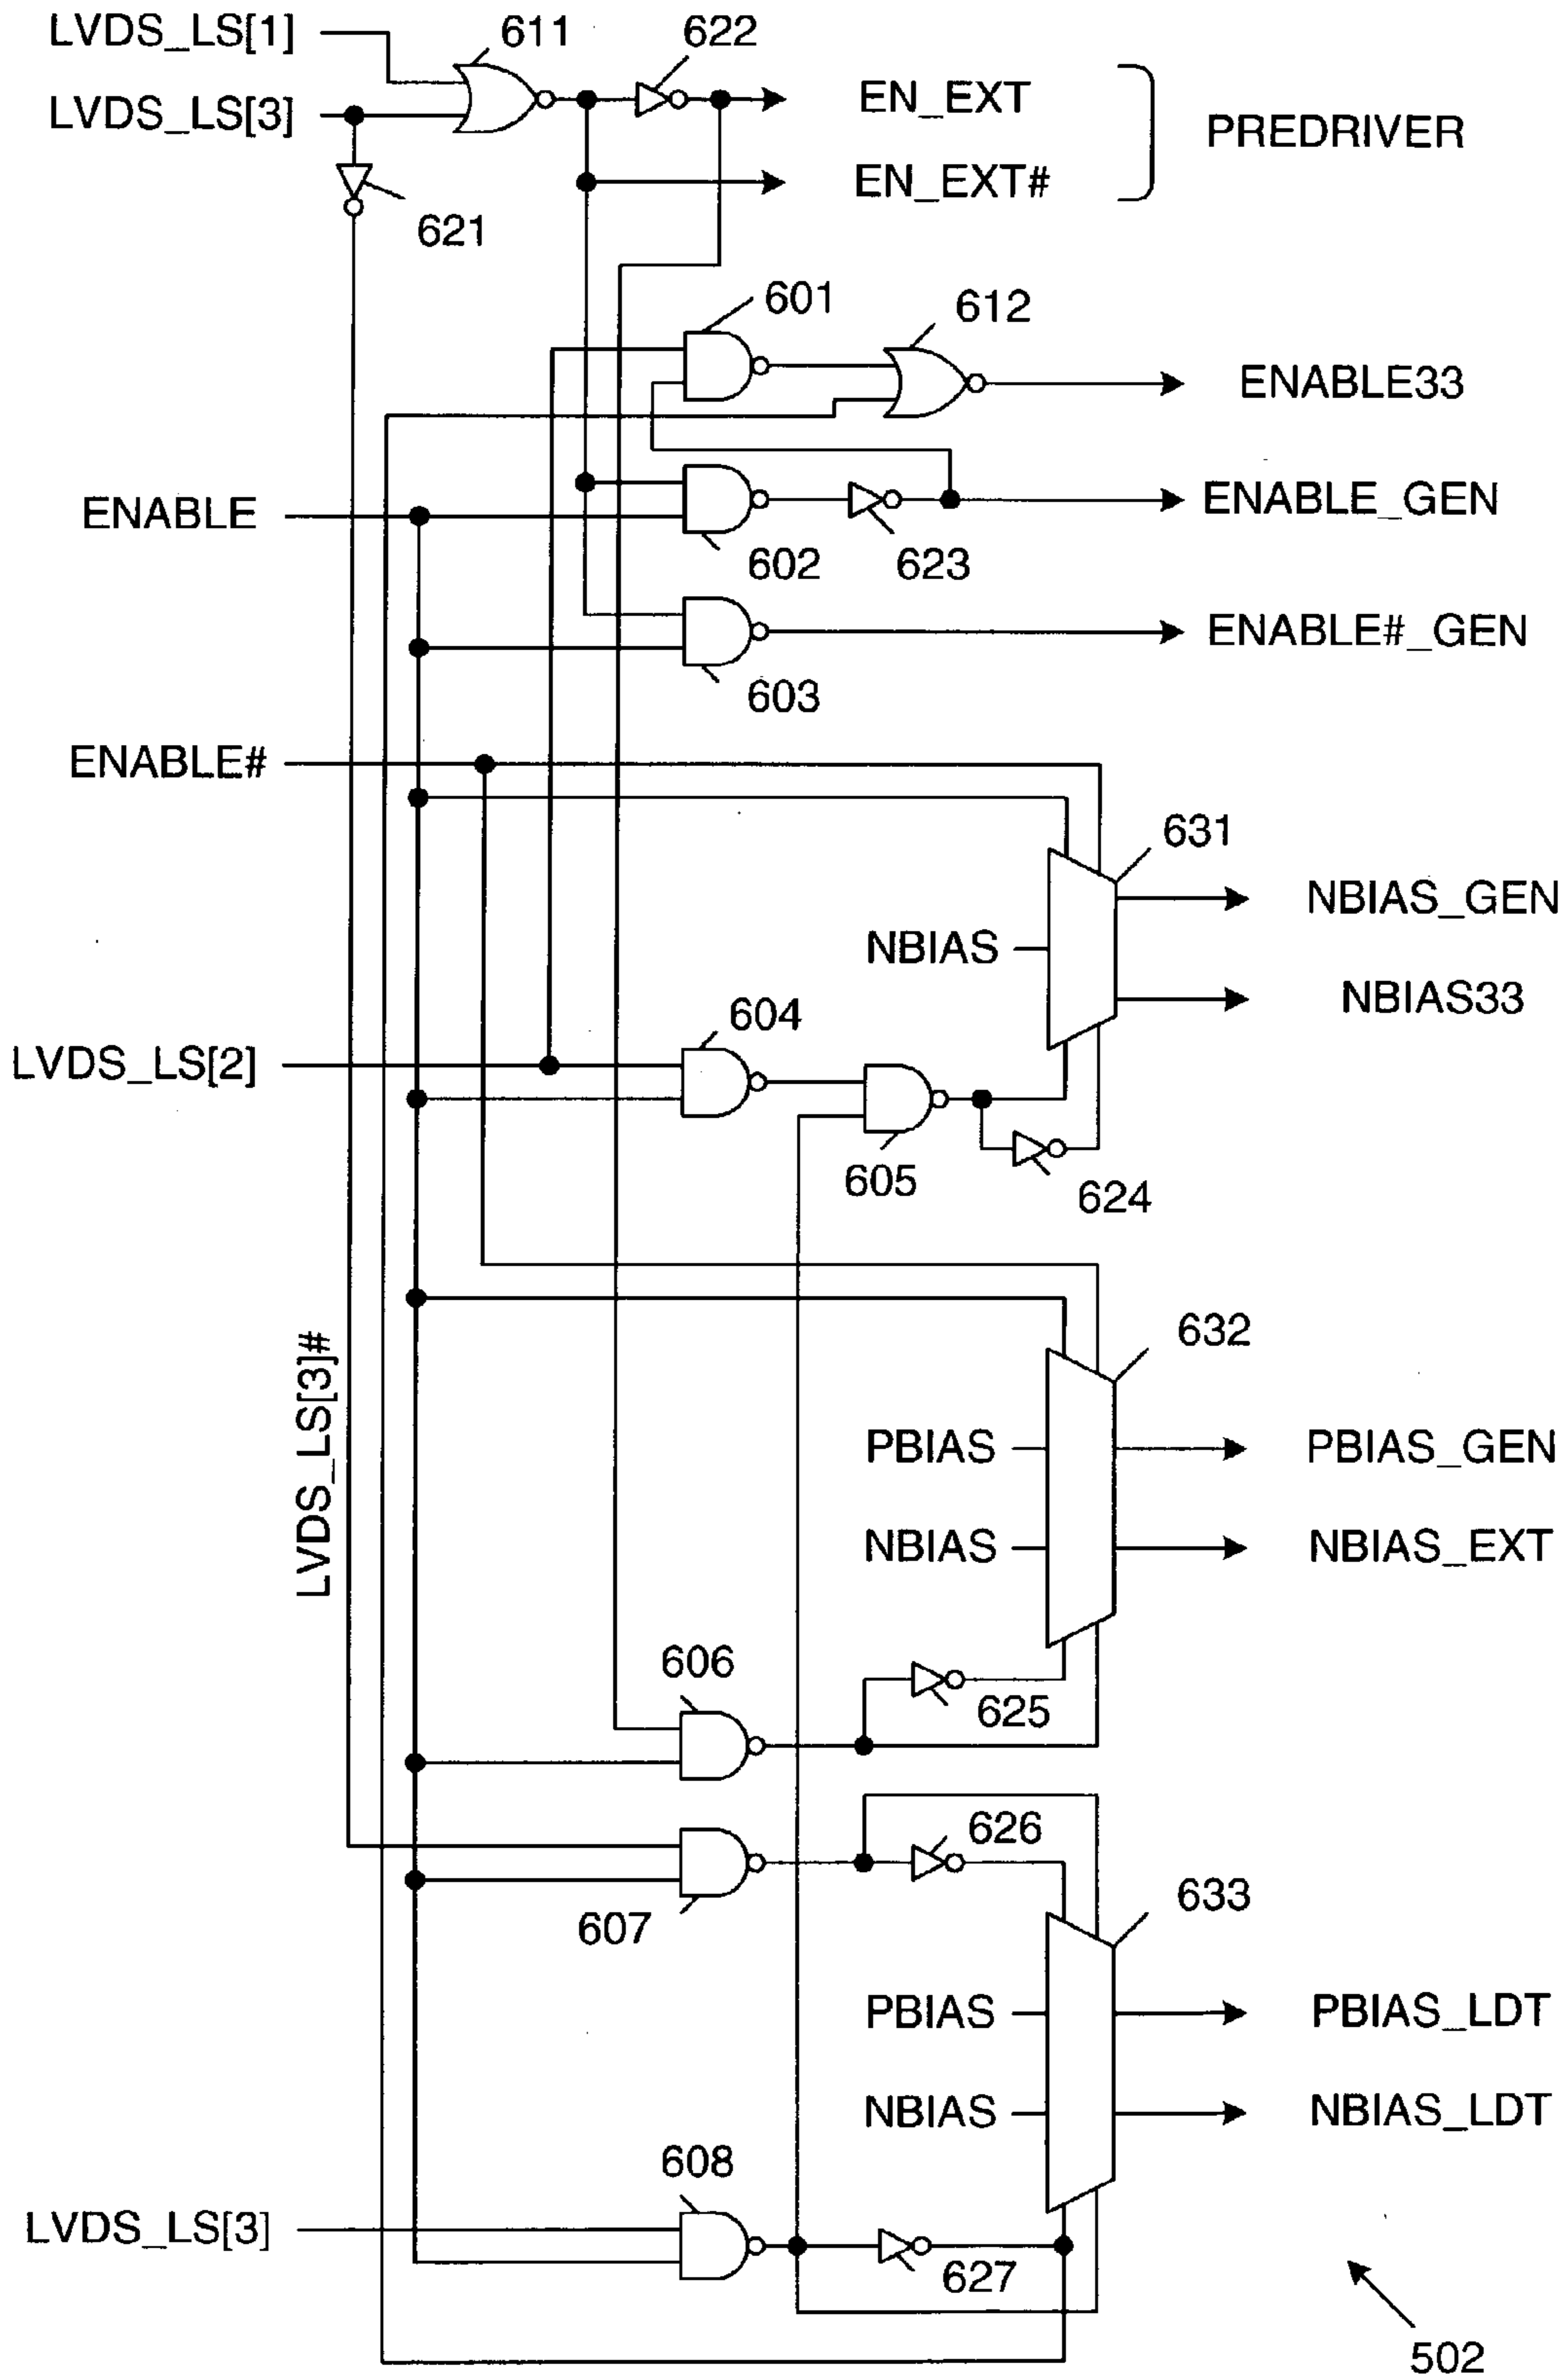 LVDS_LS[1]
611
622
LVDS_LS[3]
EN_EXT
PREDRIVER
EN_EXT#
621
601
612
ENABLE33
ENABLE
ENABLE_GEN
602
623
ENABLE#_GEN
603
ENABLE#
631
NBIAS_GEN
NBIAS
NBIAS33
604
LVDS_LS[2]
605
624
LVDS_LS[3]#
632
PBIAS
PBIAS_GEN
NBIAS
NBIAS_EXT
606
625
626
607
633
PBIAS
PBIAS_LDT
NBIAS
NBIAS_LDT
608
LVDS_LS[3]
627
502